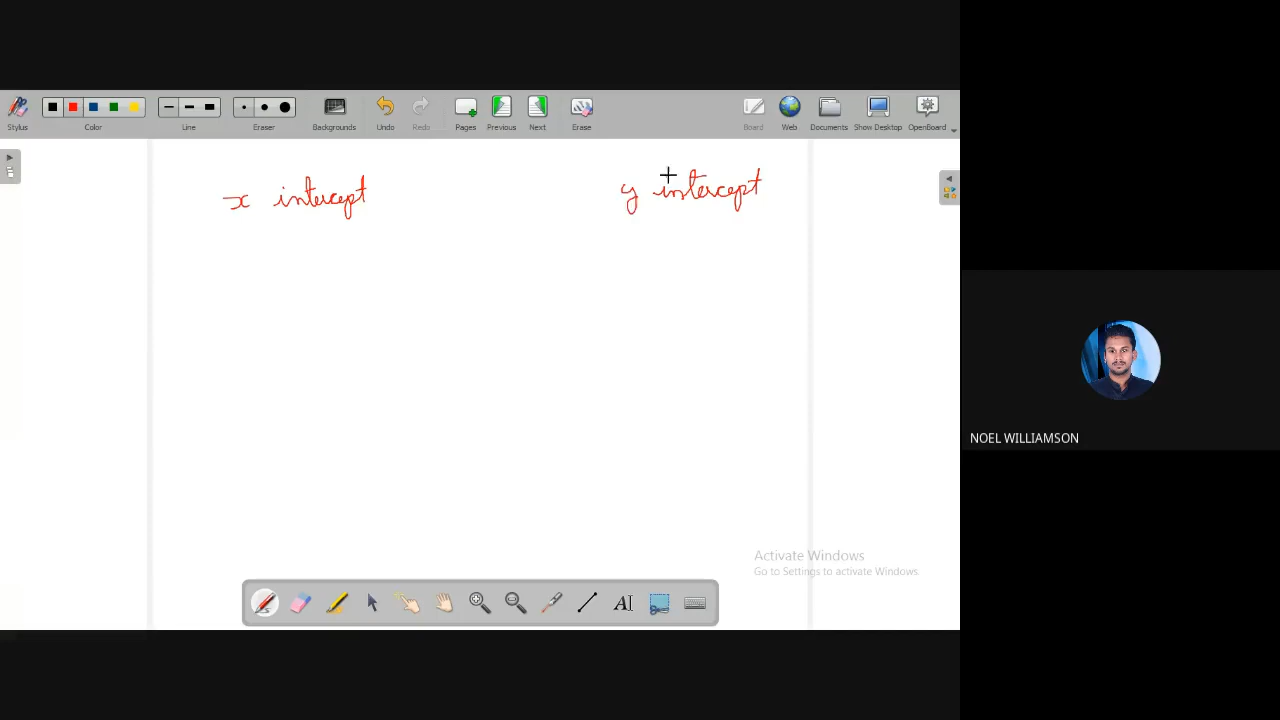 Stylus Color Line Eraser Backgrounds Undo Redo Pages Previous Next Erase Board Web Documents Show Desktop OpenBoard
x intercept y intercept
NOEL WILLIAMSON
Activate Windows
Go to Settings to activate Windows.
AI